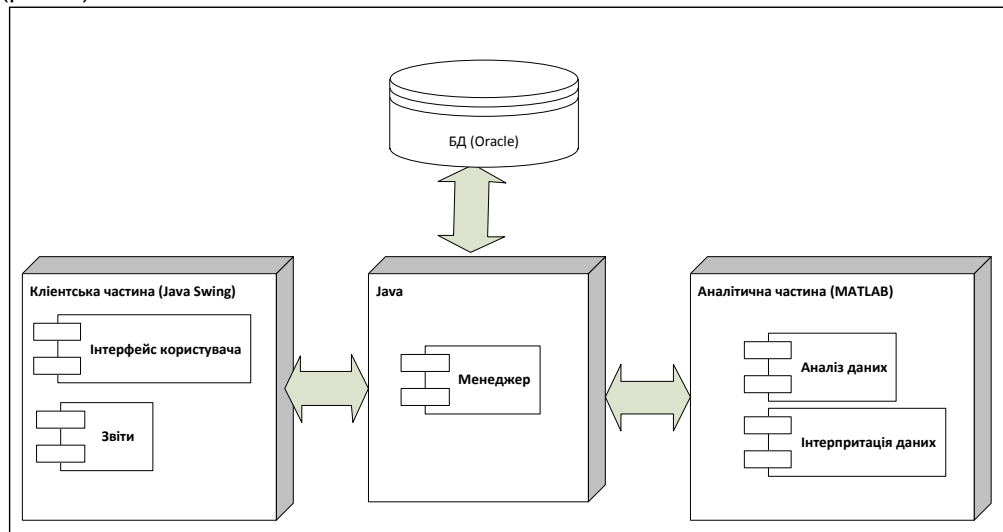 БД (Oracle)
Клієнтська частина (Java Swing)
Інтерфейс користувача
Звіти
Java
Менеджер
Аналітична частина (MATLAB)
Аналіз даних
Інтерпритація даних